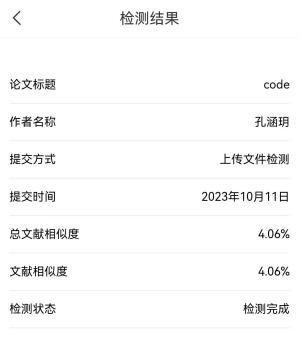 检测结果
论文标题 code
作者名称 孔涵玥
提交方式 上传文件检测
提交时间 2023年10月11日
总文献相似度 4.06%
文献相似度 4.06%
检测状态 检测完成